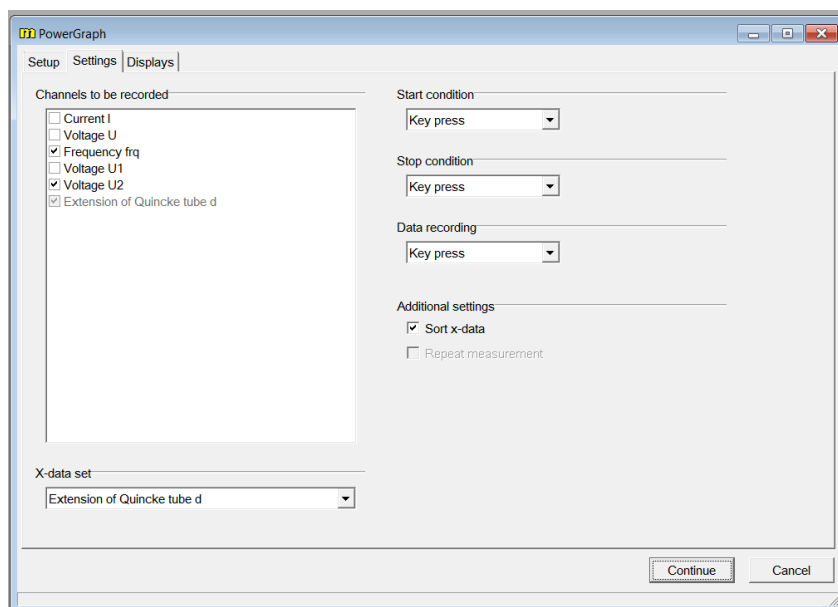 PowerGraph
Setup Settings Displays
Channels to be recorded
Current I
Voltage U
Frequency frq
Voltage U1
Voltage U2
Extension of Quincke tube d
X-data set
Extension of Quincke tube d
Start condition
Key press
Stop condition
Key press
Data recording
Key press
Additional settings
Sort x-data
Repeat measurement
Continue Cancel